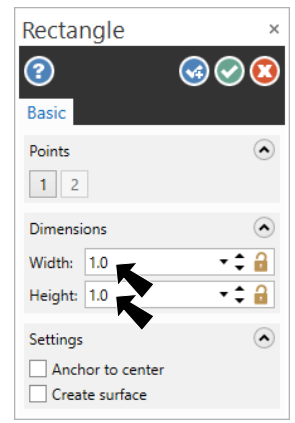 Rectangle ×
?
Basic
Points
1 2
Dimensions
Width: 1.0
Height: 1.0
Settings
Anchor to center
Create surface